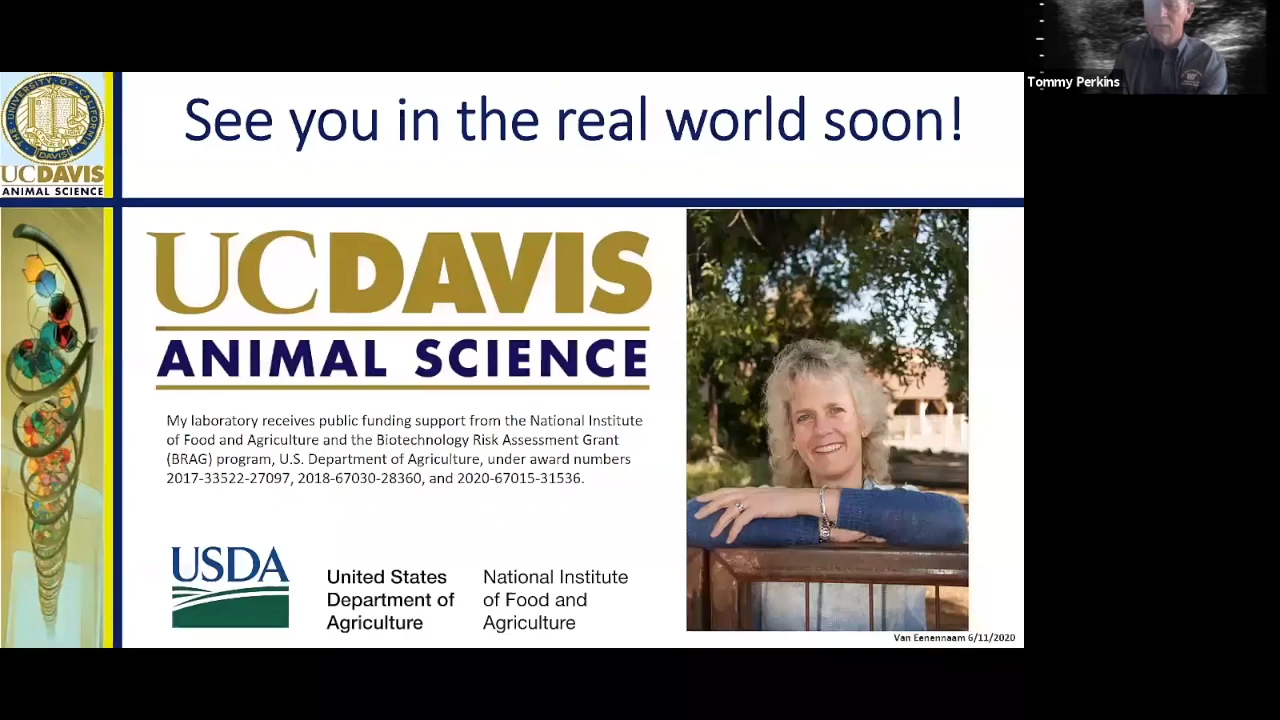 Tommy Perkins
THE UNIVERSITY OF CALIFORNIA
DAVIS
UCDAVIS
ANIMAL SCIENCE
See you in the real world soon!
UCDAVIS
ANIMAL SCIENCE
My laboratory receives public funding support from the National Institute
of Food and Agriculture and the Biotechnology Risk Assessment Grant
(BRAG) program, U.S. Department of Agriculture, under award numbers
2017-33522-27097, 2018-67030-28360, and 2020-67015-31536.
USDA
United States
Department of
Agriculture
National Institute
of Food and
Agriculture
Van Eenennaam 6/11/2020